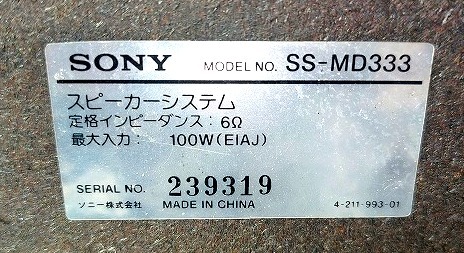 SONY MODEL NO. SS-MD333
スピーカーシステム
定格インピーダンス：6Ω
最大入力： 100W(EIAJ)
SERIAL NO. 239319
ソニー株式会社 MADE IN CHINA 4-211-993-01